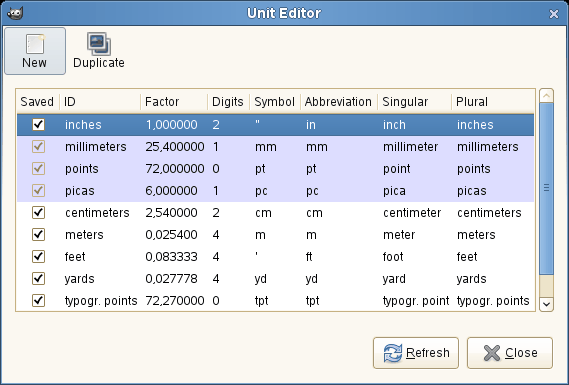 Unit Editor
New Duplicate
Saved ID Factor Digits Symbol Abbreviation Singular Plural
inches 1,000000 2 " in inch inches
millimeters 25,400000 1 mm mm millimeter millimeters
points 72,000000 0 pt pt point points
picas 6,000000 1 pc pc pica picas
centimeters 2,540000 2 cm cm centimeter centimeters
meters 0,025400 4 m m meter meters
feet 0,083333 4 ' ft foot feet
yards 0,027778 4 yd yd yard yards
typogr. points 72,270000 0 tpt tpt typogr. point typogr. points
Refresh Close